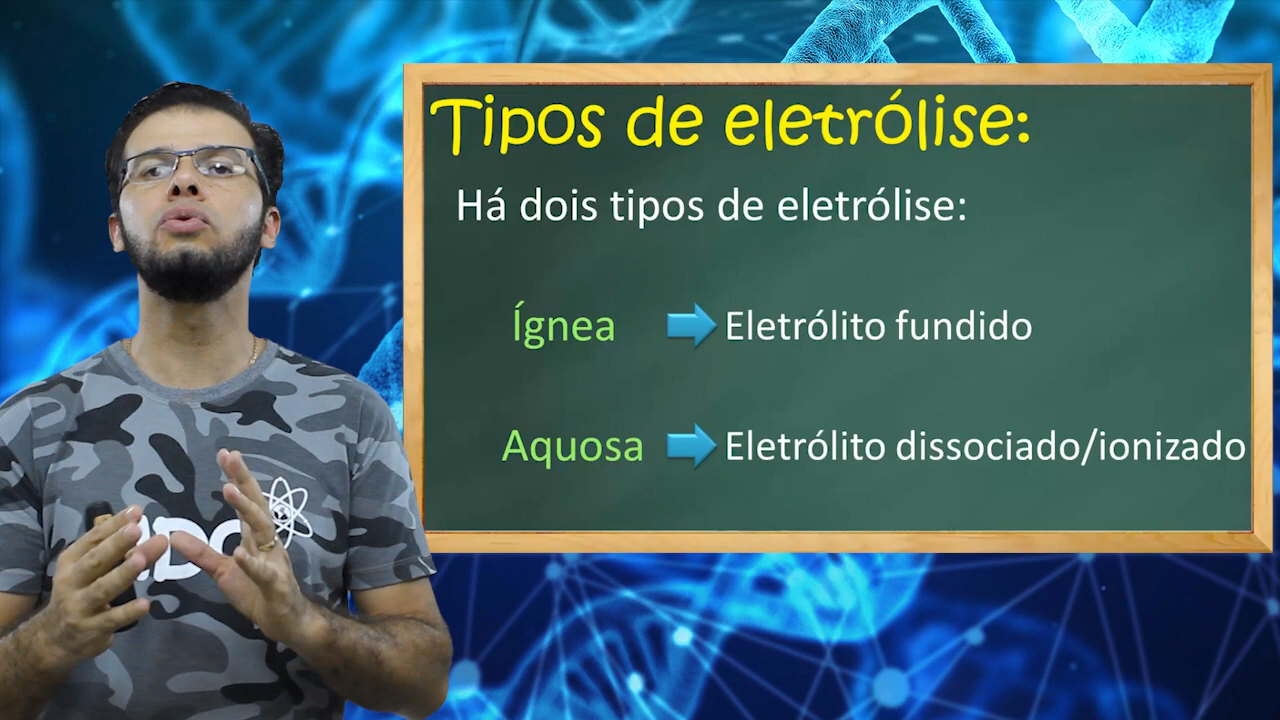 Tipos de eletrólise:
Há dois tipos de eletrólise:
Ígnea Eletrólito fundido
Aquosa Eletrólito dissociado/ionizado